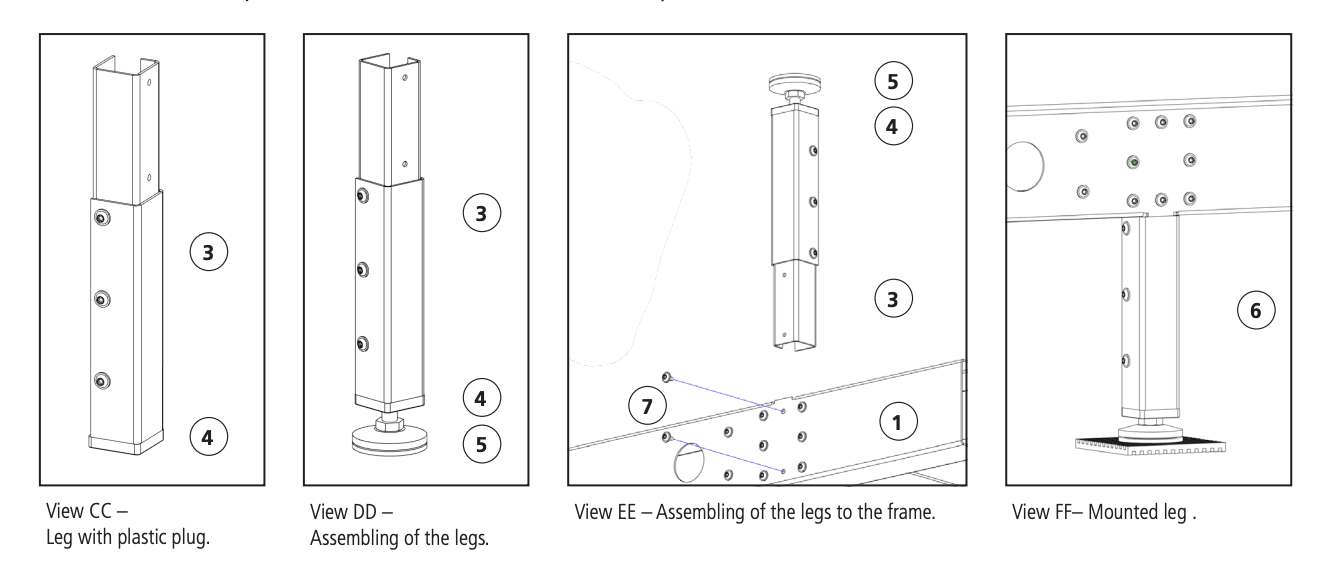 3
4
3
4
5
5
4
3
7
1
6
View CC –
Leg with plastic plug.
View DD –
Assembling of the legs.
View EE – Assembling of the legs to the frame.
View FF– Mounted leg .